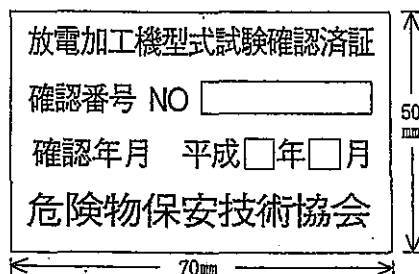 放電加工機型式試験確認済証
確認番号 NO
確認年月 平成□年□月
危険物保安技術協会
50
mm
70mm